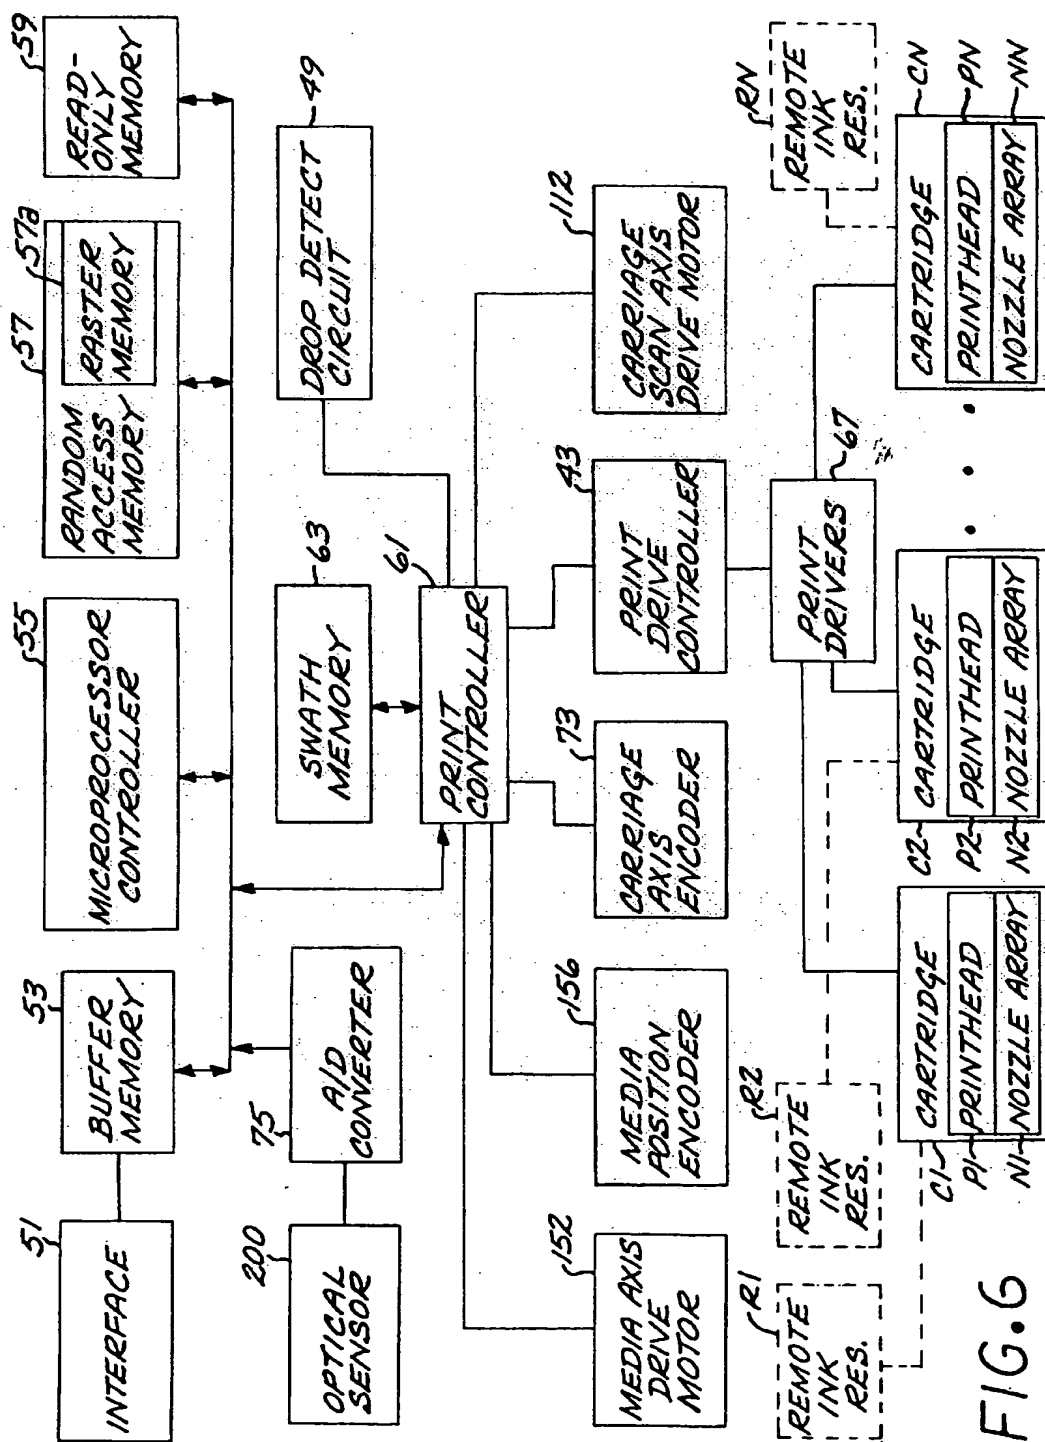 51
INTERFACE
53
BUFFER
MEMORY
55
MICROPROCESSOR
CONTROLLER
57
RANDOM
ACCESS
MEMORY
57a
RASTER
MEMORY
59
READ-
ONLY
MEMORY
200
OPTICAL
SENSOR
75
A/D
CONVERTER
63
SWATH
MEMORY
49
DROP DETECT
CIRCUIT
61
PRINT
CONTROLLER
152
MEDIA AXIS
DRIVE
MOTOR
156
MEDIA
POSITION
ENCODER
73
CARRIAGE
AXIS
ENCODER
43
PRINT
DRIVE
CONTROLLER
112
CARRIAGE
SCAN AXIS
DRIVE MOTOR
R1
REMOTE
INK
RES.
R2
REMOTE
INK
RES.
67
PRINT
DRIVERS
RN
REMOTE
INK
RES.
C1
CARTRIDGE
P1
PRINTHEAD
N1
NOZZLE ARRAY
C2
CARTRIDGE
P2
PRINTHEAD
N2
NOZZLE ARRAY
CARTRIDGE
CN
PRINTHEAD
PN
NOZZLE ARRAY
NN
FIG.6